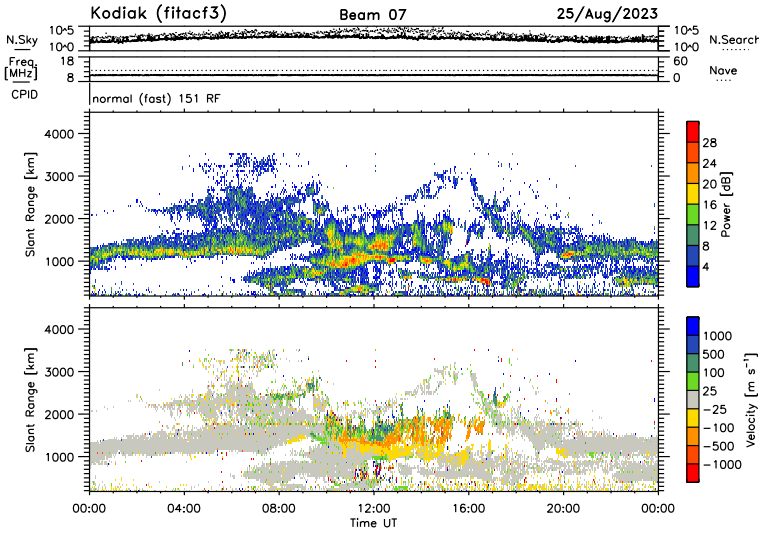 Kodiak (fitacf3) Beam 07 25/Aug/2023
N.Sky 10^5 10^0 10^5 10^0 N.Search
Freq. [MHz] 18 8 60 0 Nave
CPID normal (fast) 151 RF
Slant Range [km] 4000 3000 2000 1000
Power [dB] 28 24 20 16 12 8 4
Slant Range [km] 4000 3000 2000 1000
Velocity [m s⁻¹] 1000 500 100 25 −25 −100 −500 −1000
00:00 04:00 08:00 12:00 16:00 20:00 00:00
Time UT